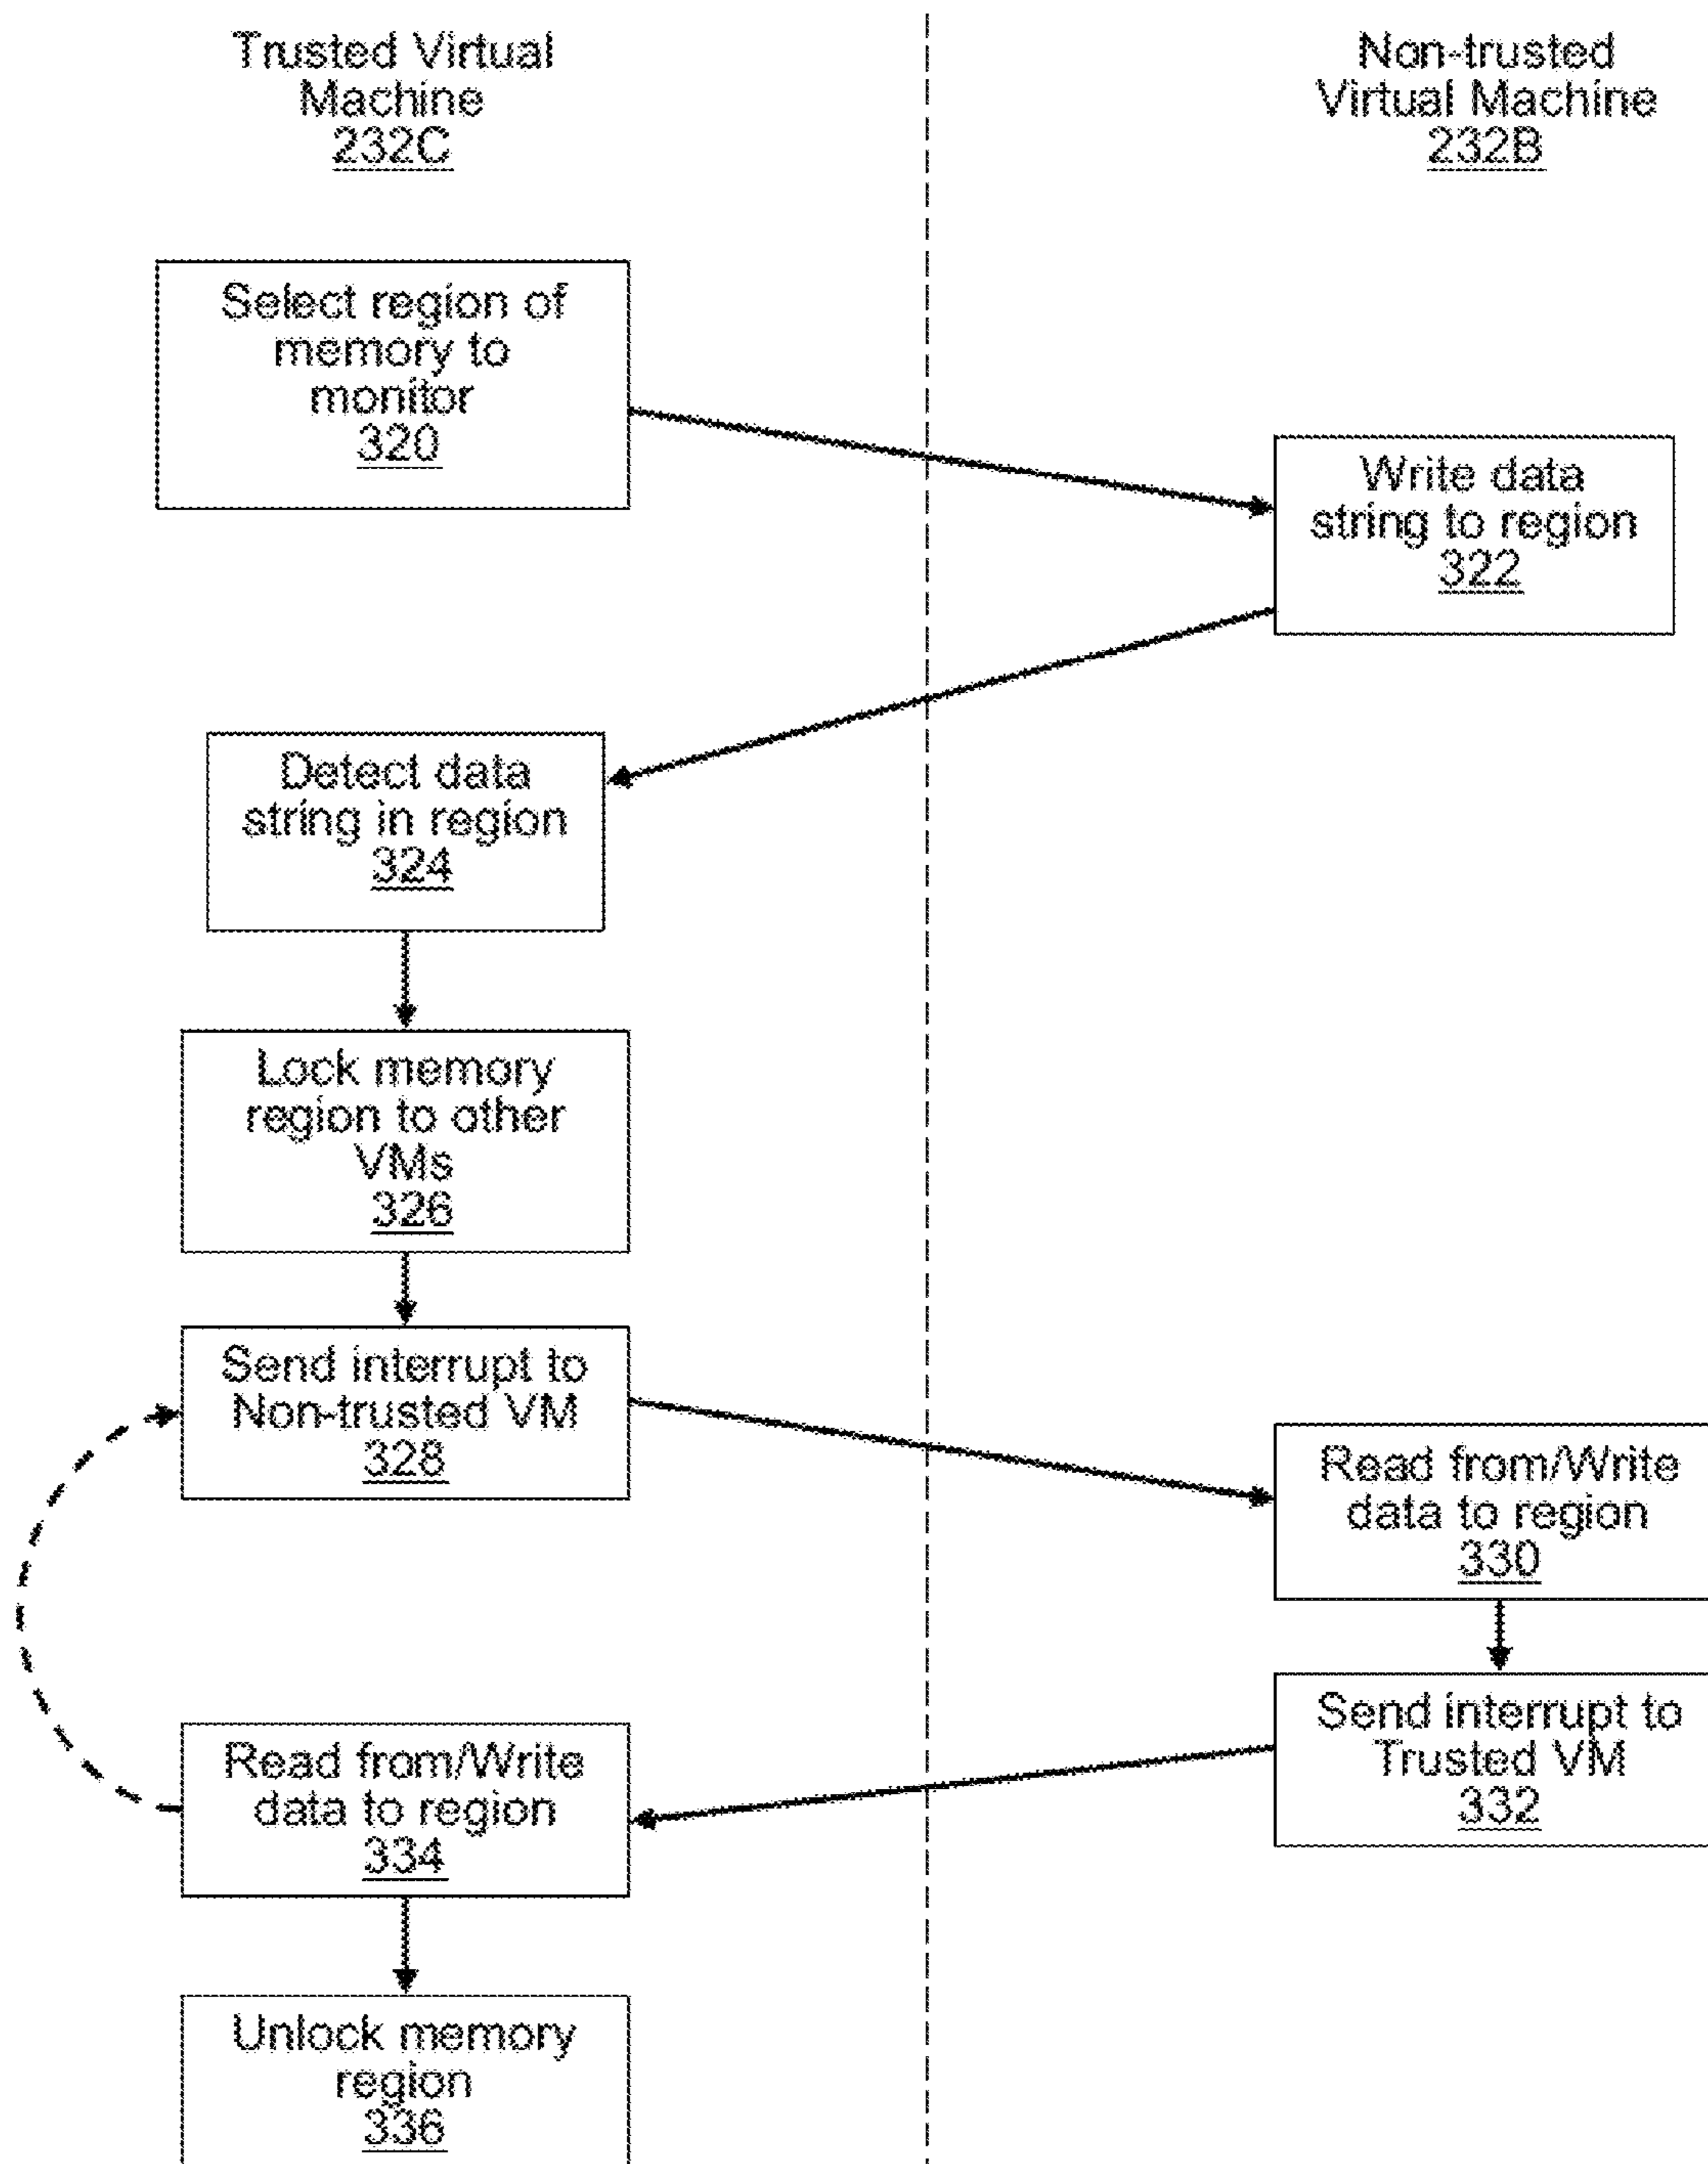 Trusted Virtual
Machine
232C
Non-trusted
Virtual Machine
232B
Select region of
memory to
monitor
320
Write data
string to region
322
Detect data
string in region
324
Lock memory
region to other
VMs
326
Send interrupt to
Non-trusted VM
328
Read from/Write
data to region
330
Send interrupt to
Trusted VM
332
Read from/Write
data to region
334
Unlock memory
region
336